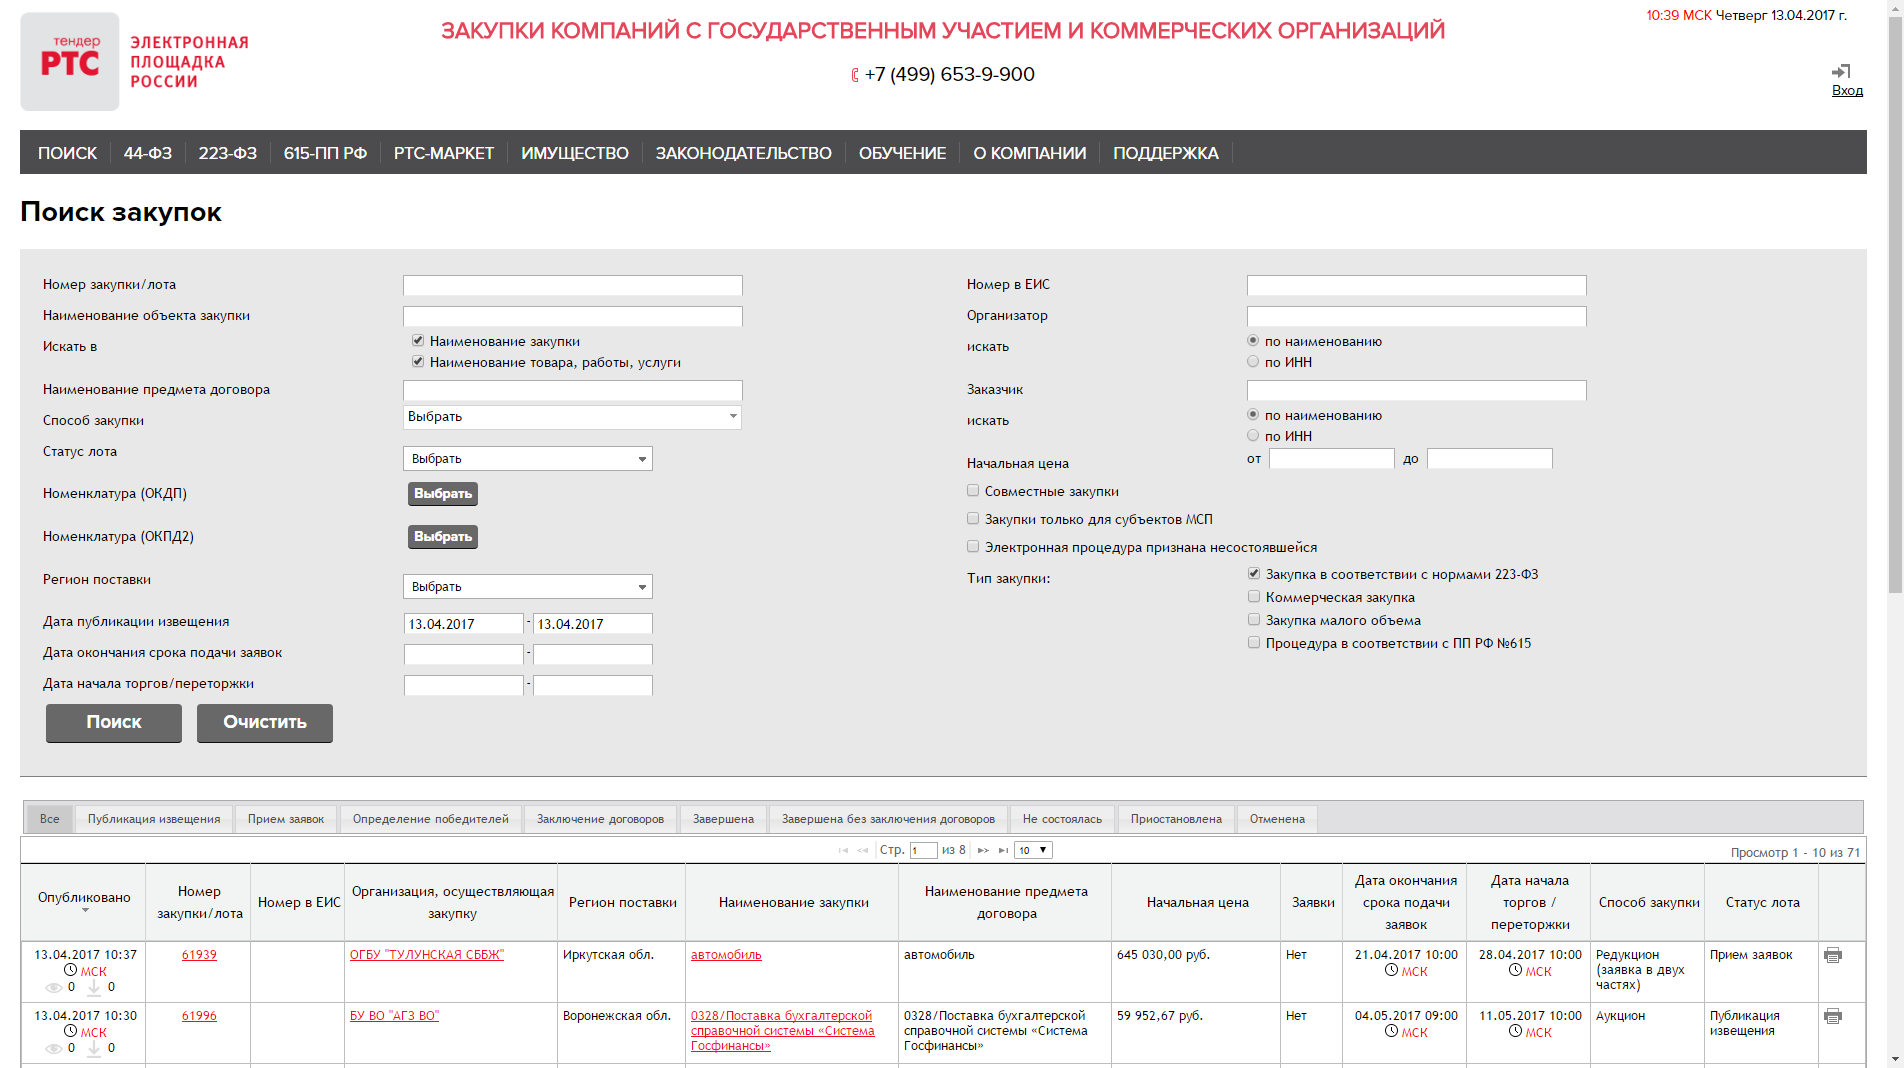 тендер
РТС
ЭЛЕКТРОННАЯ
ПЛОЩАДКА
РОССИИ
ЗАКУПКИ КОМПАНИЙ С ГОСУДАРСТВЕННЫМ УЧАСТИЕМ И КОММЕРЧЕСКИХ ОРГАНИЗАЦИЙ
+7 (499) 653-9-900
10:39 МСК Четверг 13.04.2017 г.
Вход
ПОИСК 44-ФЗ 223-ФЗ 615-ПП РФ РТС-МАРКЕТ ИМУЩЕСТВО ЗАКОНОДАТЕЛЬСТВО ОБУЧЕНИЕ О КОМПАНИИ ПОДДЕРЖКА
Поиск закупок
Номер закупки/лота
Наименование объекта закупки
Искать в
Наименование закупки
Наименование товара, работы, услуги
Наименование предмета договора
Способ закупки Выбрать
Статус лота Выбрать
Номенклатура (ОКДП) Выбрать
Номенклатура (ОКПД2) Выбрать
Регион поставки Выбрать
Дата публикации извещения 13.04.2017 - 13.04.2017
Дата окончания срока подачи заявок -
Дата начала торгов/переторжки -
Поиск Очистить
Номер в ЕИС
Организатор
искать
по наименованию
по ИНН
Заказчик
искать
по наименованию
по ИНН
Начальная цена от до
Совместные закупки
Закупки только для субъектов МСП
Электронная процедура признана несостоявшейся
Тип закупки:
Закупка в соответствии с нормами 223-ФЗ
Коммерческая закупка
Закупка малого объема
Процедура в соответствии с ПП РФ №615
Все Публикация извещения Прием заявок Определение победителей Заключение договоров Завершена Завершена без заключения договоров Не состоялась Приостановлена Отменена
Стр. 1 из 8 10
Просмотр 1 - 10 из 71
Опубликовано
Номер
закупки/лота
Номер в ЕИС
Организация, осуществляющая
закупку
Регион поставки
Наименование закупки
Наименование предмета
договора
Начальная цена
Заявки
Дата окончания
срока подачи
заявок
Дата начала
торгов /
переторжки
Способ закупки
Статус лота
13.04.2017 10:37
МСК
0 0
61939
ОГБУ "ТУЛУНСКАЯ СББЖ"
Иркутская обл.
автомобиль
автомобиль
645 030,00 руб.
Нет
21.04.2017 10:00
МСК
28.04.2017 10:00
МСК
Редукцион
(заявка в двух
частях)
Прием заявок
13.04.2017 10:30
МСК
0 0
61996
БУ ВО "АГЗ ВО"
Воронежская обл.
0328/Поставка бухгалтерской
справочной системы «Система
Госфинансы»
0328/Поставка бухгалтерской
справочной системы «Система
Госфинансы»
59 952,67 руб.
Нет
04.05.2017 09:00
МСК
11.05.2017 10:00
МСК
Аукцион
Публикация
извещения